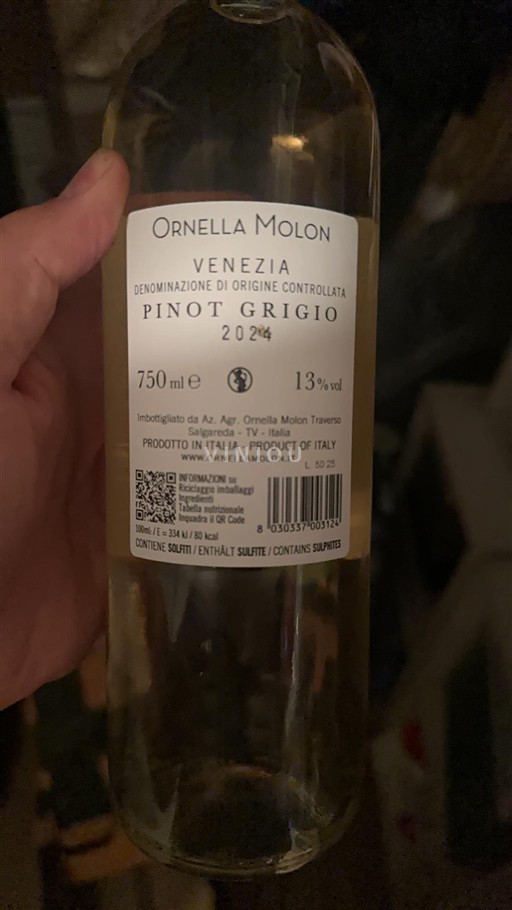 ORNELLA MOLON
VENEZIA
DENOMINAZIONE DI ORIGINE CONTROLLATA
PINOT GRIGIO
2024
750 ml e 13% vol
Imbottigliato da Az. Agr. Ornella Molon Traverso
Salgareda - TV - Italia
PRODOTTO IN ITALIA - PRODUCT OF ITALY
VINIOU
L. 50 25
INFORMAZIONI su
Riciclaggio imballaggi
Ingredienti
Tabella nutrizionale
Inquadra il QR Code
8 030337 003124
100ml: / E = 334 kJ / 80 kcal
CONTIENE SOLFITI / ENTHÄLT SULFITE / CONTAINS SULPHITES